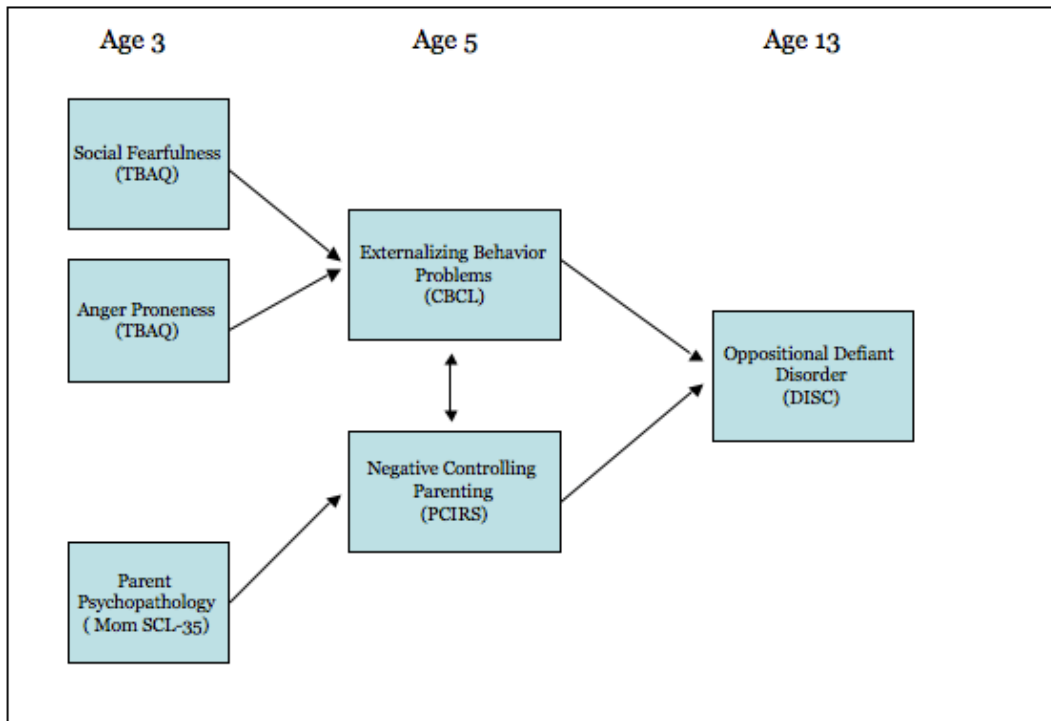 Age 3
Age 5
Age 13
Social Fearfulness
(TBAQ)
Anger Proneness
(TBAQ)
Parent
Psychopathology
( Mom SCL-35)
Externalizing Behavior
Problems
(CBCL)
Negative Controlling
Parenting
(PCIRS)
Oppositional Defiant
Disorder
(DISC)